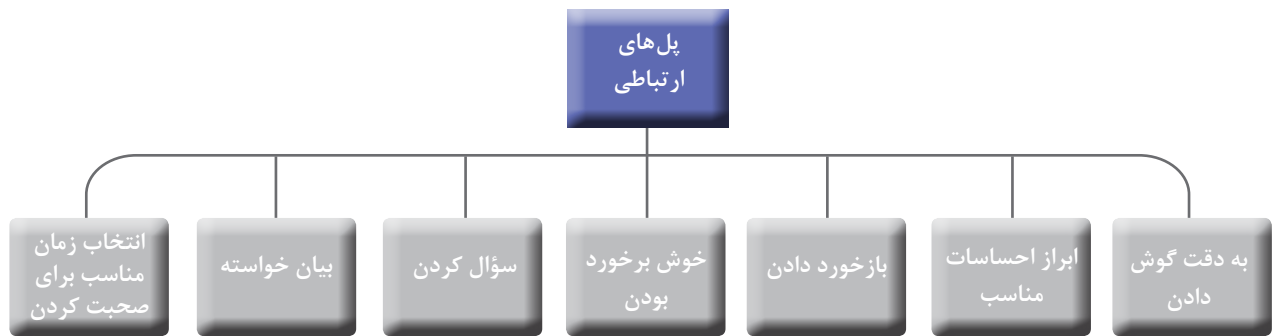 پل‌های
ارتباطی
به دقت گوش
دادن
ابراز احساسات
مناسب
بازخورد دادن
خوش برخورد
بودن
سؤال کردن
بیان خواسته
انتخاب زمان
مناسب برای
صحبت کردن